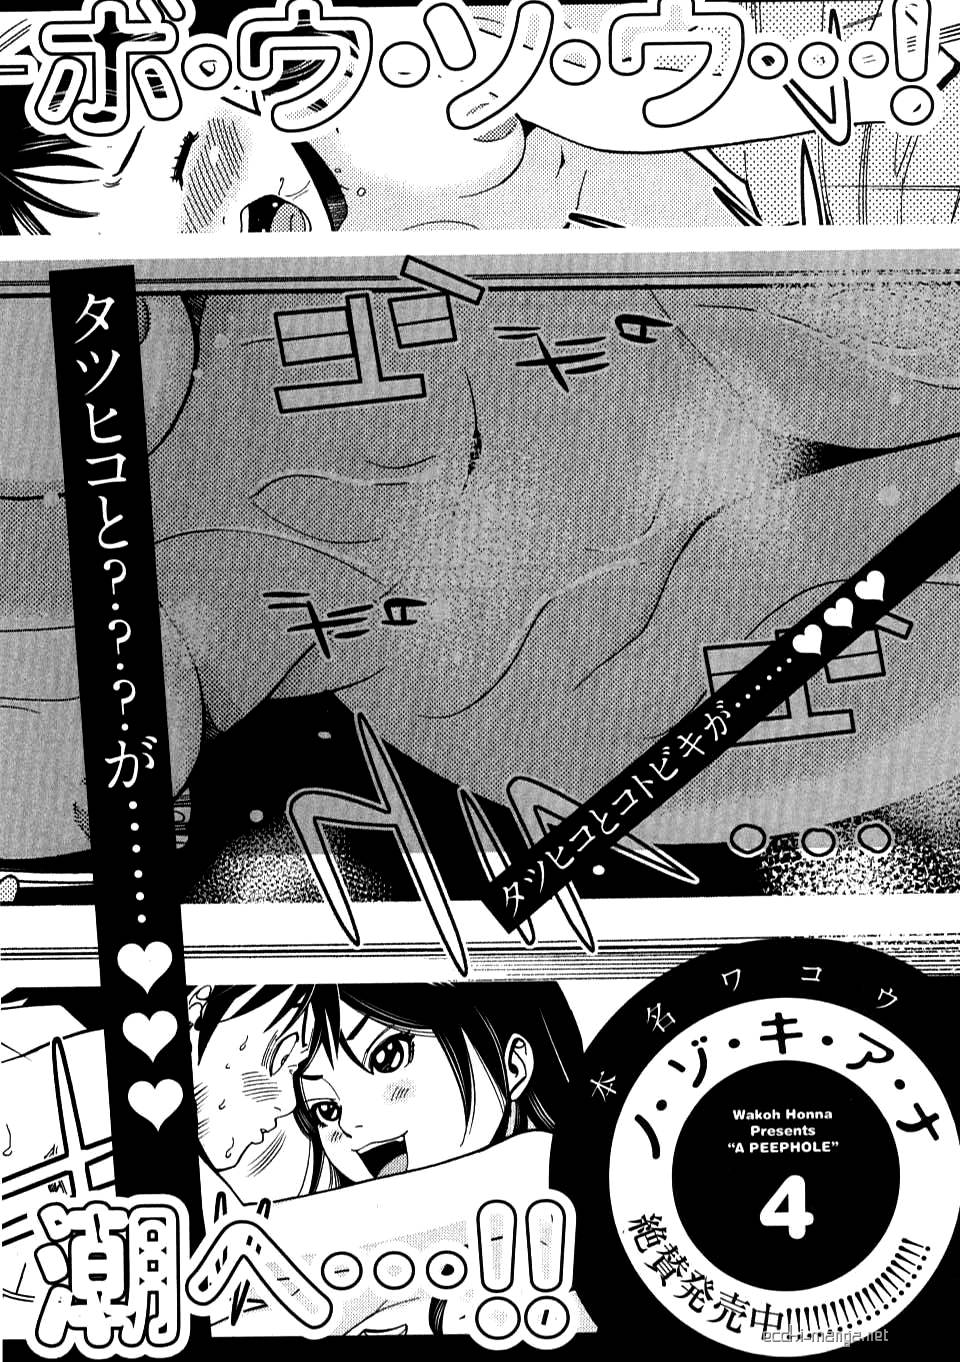 ボ・ウ・ソ・ウ・・・!
タツヒコと?・?・?・が・・・・・・♥♥♥
タツヒコとコトビキが・・・・・・♥♥♥
本名ワコウ
ノ・ゾ・キ・ア・ナ
Wakoh Honna
Presents
“A PEEPHOLE”
4
絶賛発売中!!!!!!!!!!!!
潮へ・・・!!
ecchi-manga.net